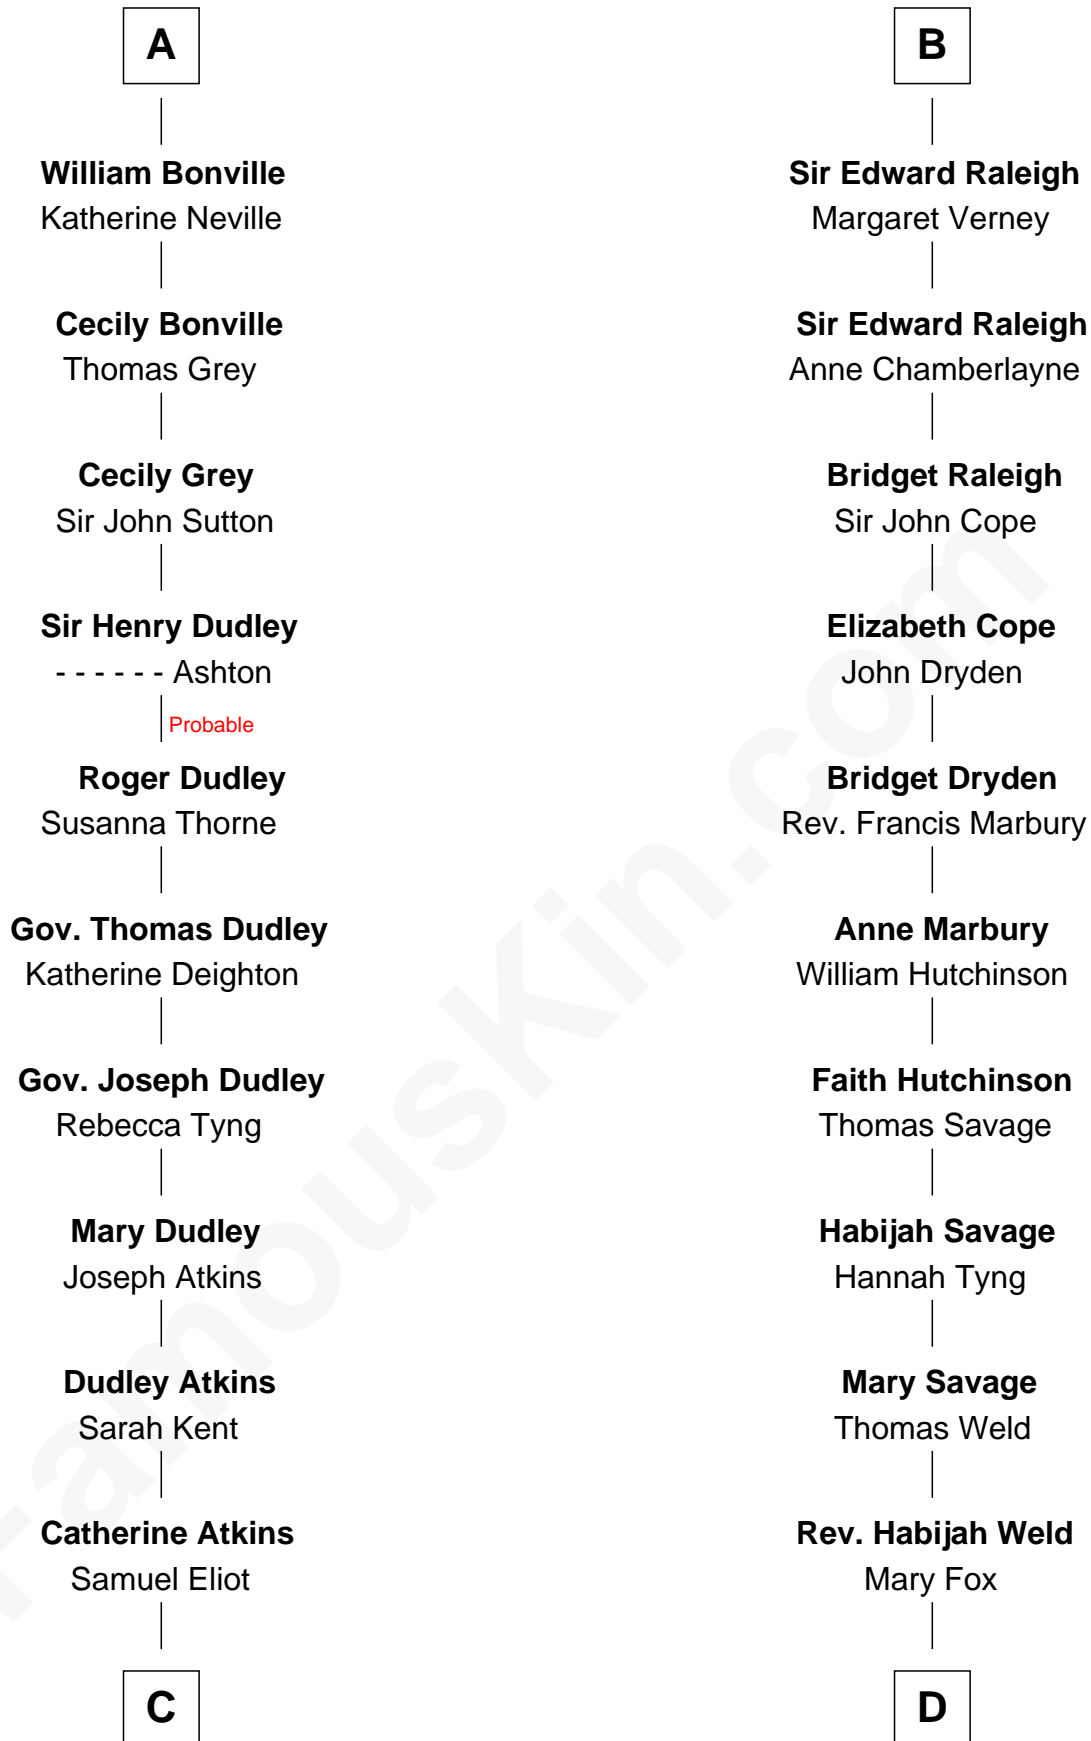 A
William Bonville
Katherine Neville
Cecily Bonville
Thomas Grey
Cecily Grey
Sir John Sutton
Sir Henry Dudley
- - - - - - Ashton
Probable
Roger Dudley
Susanna Thorne
Gov. Thomas Dudley
Katherine Deighton
Gov. Joseph Dudley
Rebecca Tyng
Mary Dudley
Joseph Atkins
Dudley Atkins
Sarah Kent
Catherine Atkins
Samuel Eliot
C
B
Sir Edward Raleigh
Margaret Verney
Sir Edward Raleigh
Anne Chamberlayne
Bridget Raleigh
Sir John Cope
Elizabeth Cope
John Dryden
Bridget Dryden
Rev. Francis Marbury
Anne Marbury
William Hutchinson
Faith Hutchinson
Thomas Savage
Habijah Savage
Hannah Tyng
Mary Savage
Thomas Weld
Rev. Habijah Weld
Mary Fox
D
FamousKin.com